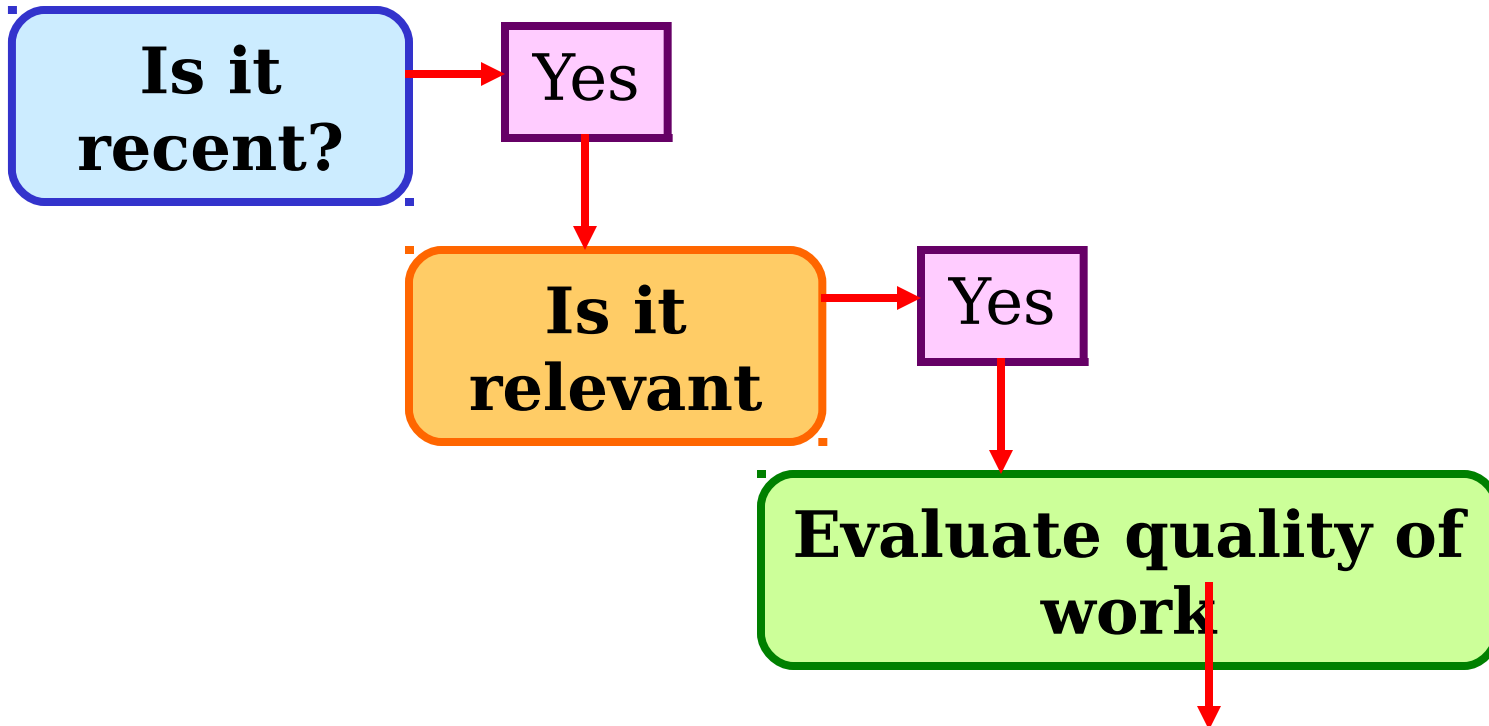 Is it
recent?
Yes
Is it
relevant
Yes
Evaluate quality of
work